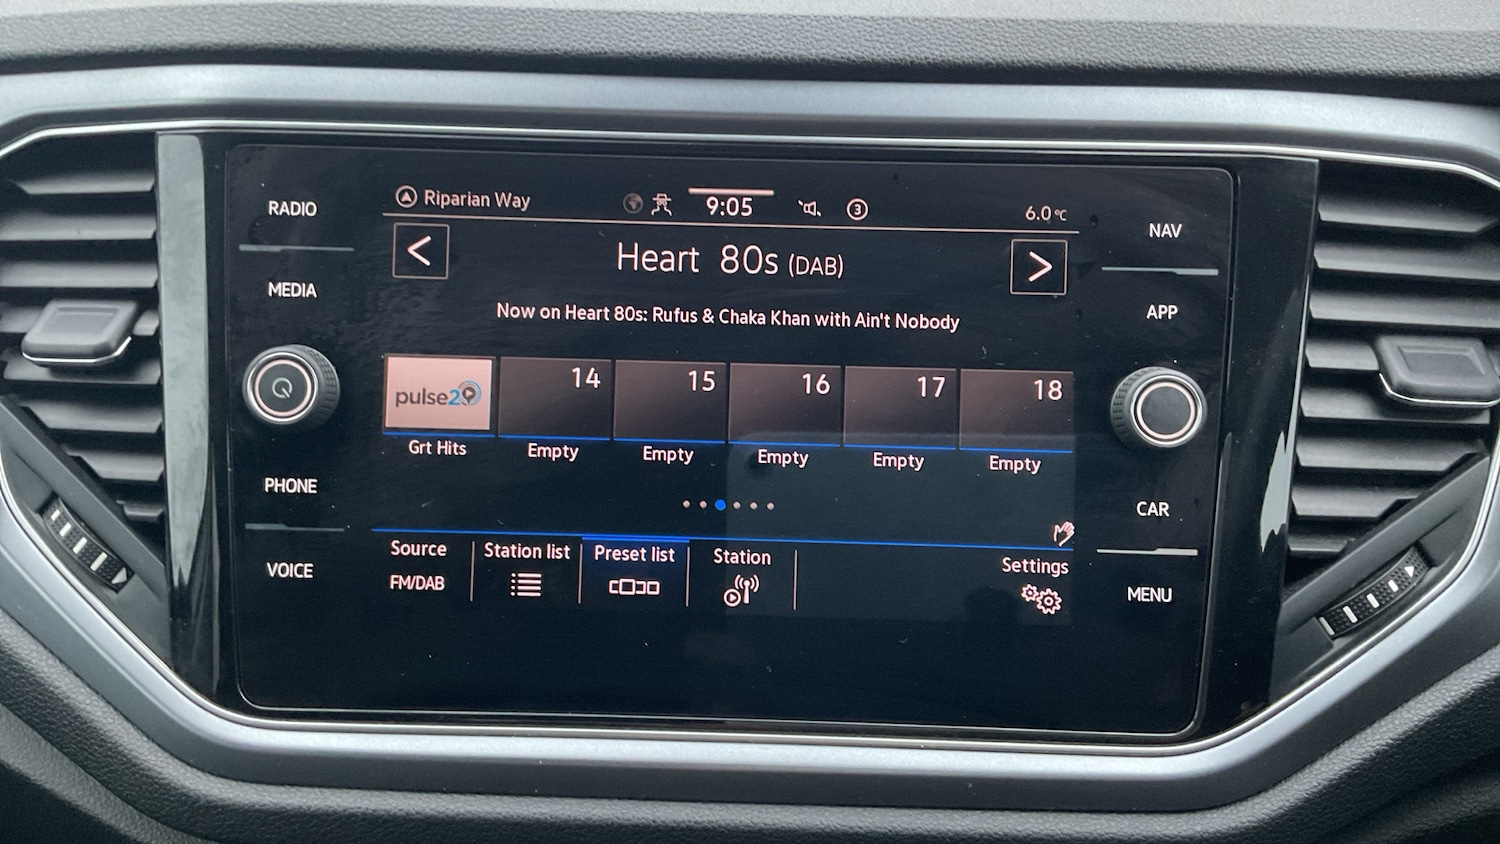 RADIO
MEDIA
PHONE
VOICE
Riparian Way
9:05
3
6.0°C
Heart 80s (DAB)
Now on Heart 80s: Rufus & Chaka Khan with Ain't Nobody
pulse2
14
15
16
17
18
Grt Hits
Empty
Empty
Empty
Empty
Empty
Source
FM/DAB
Station list
Preset list
Station
Settings
NAV
APP
CAR
MENU